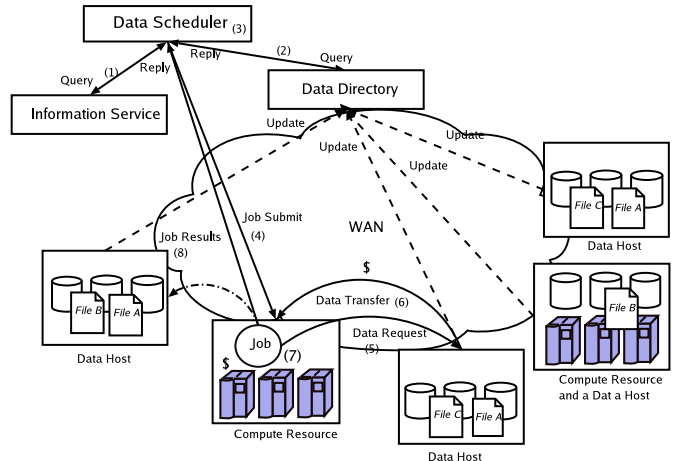 Data Scheduler (3)
(2)
Reply
Query
(1)
Query
Reply
Data Directory
Information Service
Update
Update
Update
Update
File C
File A
Data Host
Job Submit
(4)
WAN
Job Results
(8)
$
File B
File A
Data Host
Data Transfer (6)
File B
Job
(7)
Data Request
(5)
$
Compute Resource
and a Dat a Host
File C
File A
Compute Resource
Data Host